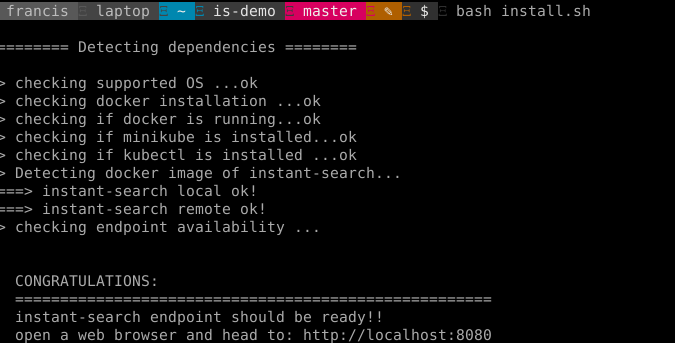 francis laptop ~ is-demo master ✎ $ bash install.sh
======== Detecting dependencies ========
> checking supported OS ...ok
> checking docker installation ...ok
> checking if docker is running...ok
> checking if minikube is installed...ok
> checking if kubectl is installed ...ok
> Detecting docker image of instant-search...
===> instant-search local ok!
===> instant-search remote ok!
> checking endpoint availability ...
CONGRATULATIONS:
=====================================================
instant-search endpoint should be ready!!
open a web browser and head to: http://localhost:8080